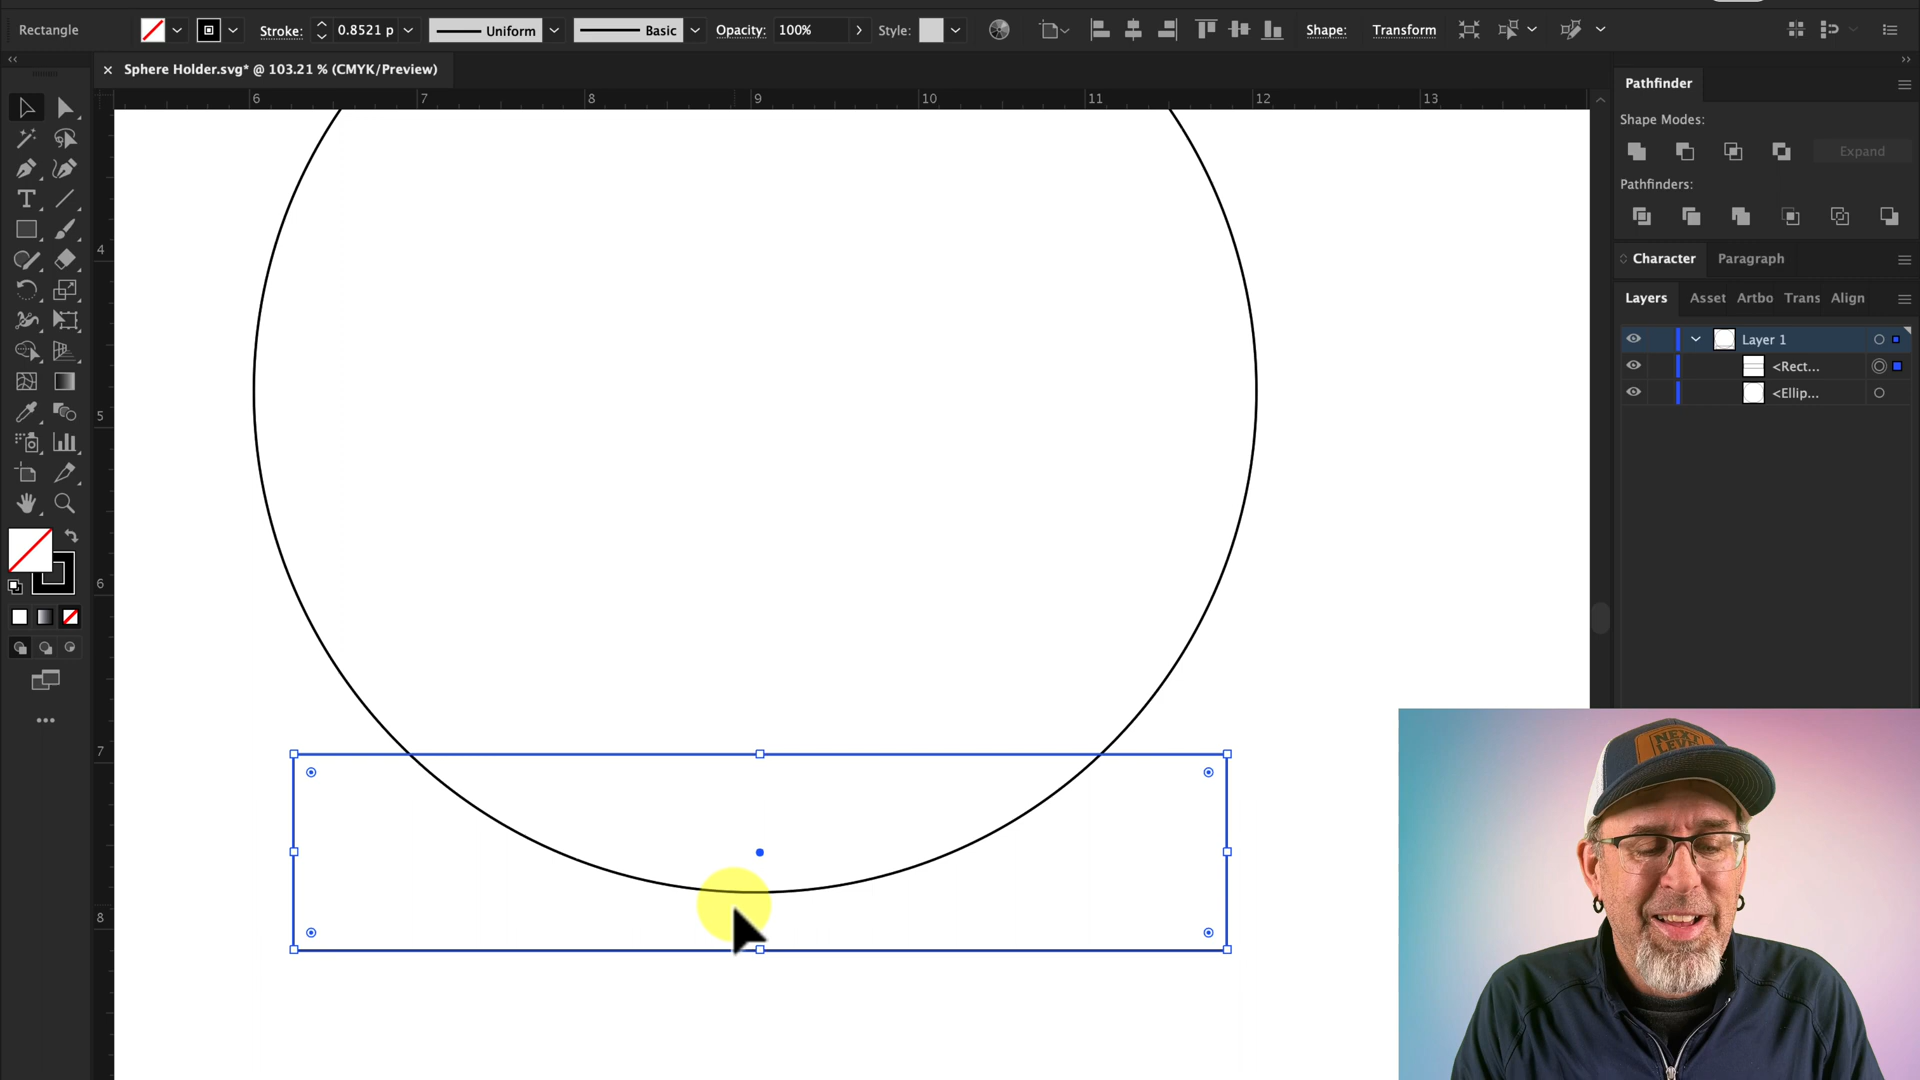 Rectangle
Stroke:
0.8521 p
Uniform
Basic
Opacity:
100%
Style:
Shape:
Transform
Sphere Holder.svg* @ 103.21 % (CMYK/Preview)
6 7 8 9 10 11 12 13
4
5
6
7
8
Pathfinder
Shape Modes:
Expand
Pathfinders:
Character
Paragraph
Layers
Asset
Artbo
Trans
Align
Layer 1
<Rect...
<Ellip...
NEXT
LEVEL